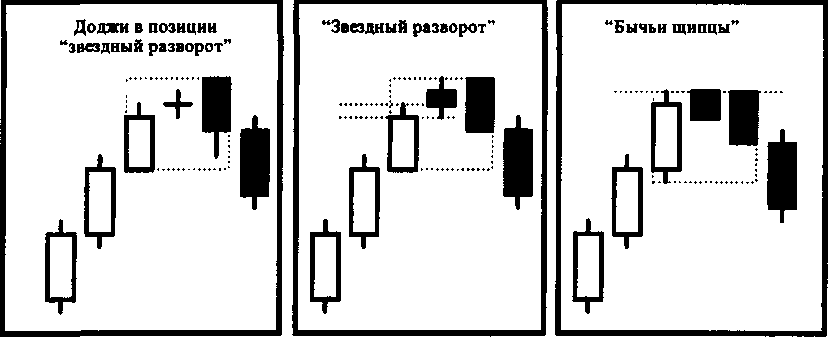 Доджи в позиции
“звездный разворот”
“Звездный разворот”
“Бычьи щипцы”